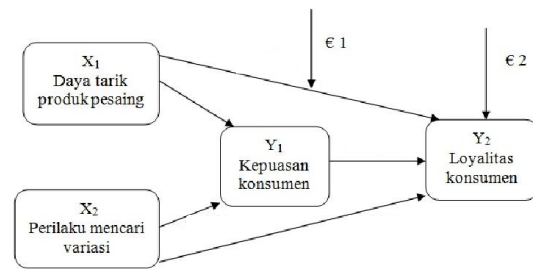 X₁
Daya tarik
produk pesaing
€ 1
€ 2
Y₁
Kepuasan
konsumen
Y₂
Loyalitas
konsumen
X₂
Perilaku mencari
variasi